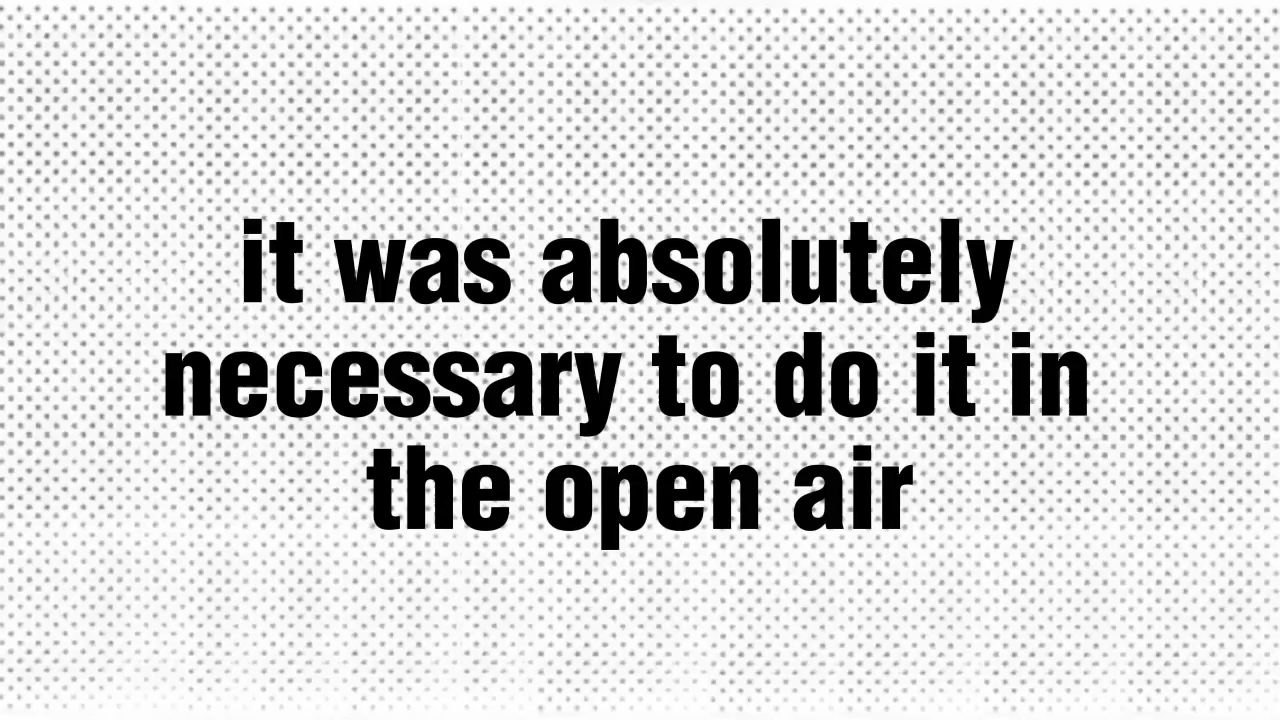 it was absolutely
necessary to do it in
the open air